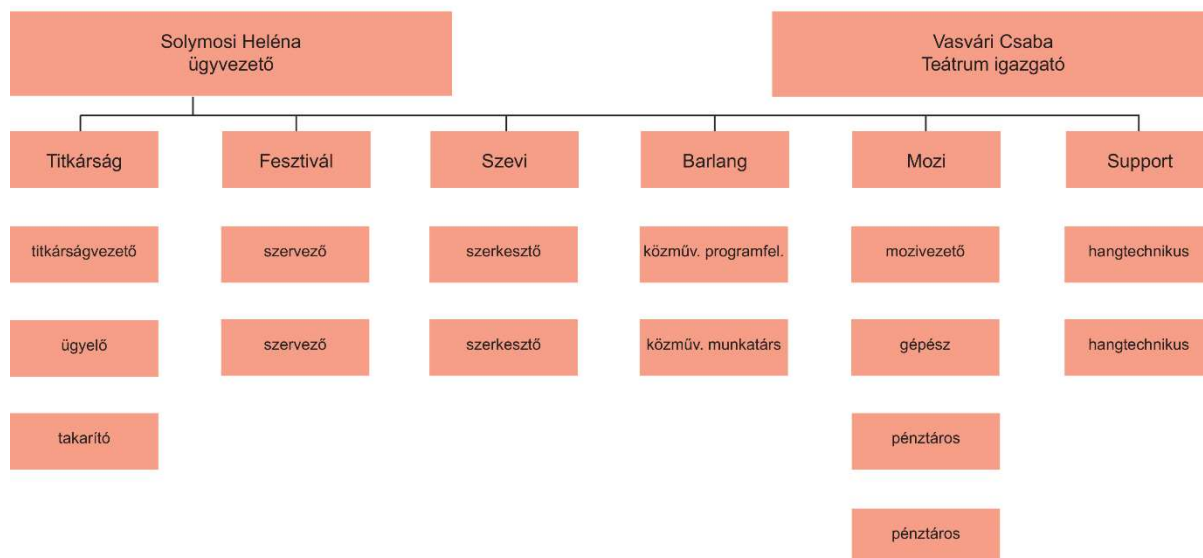 Solymosi Heléna
ügyvezető
Vasvári Csaba
Teátrum igazgató
Titkárság
Fesztivál
Szevi
Barlang
Mozi
Support
titkárságvezető
szervező
szerkesztő
közműv. programfel.
mozivezető
hangtechnikus
ügyelő
szervező
szerkesztő
közműv. munkatárs
gépész
hangtechnikus
takarító
pénztáros
pénztáros